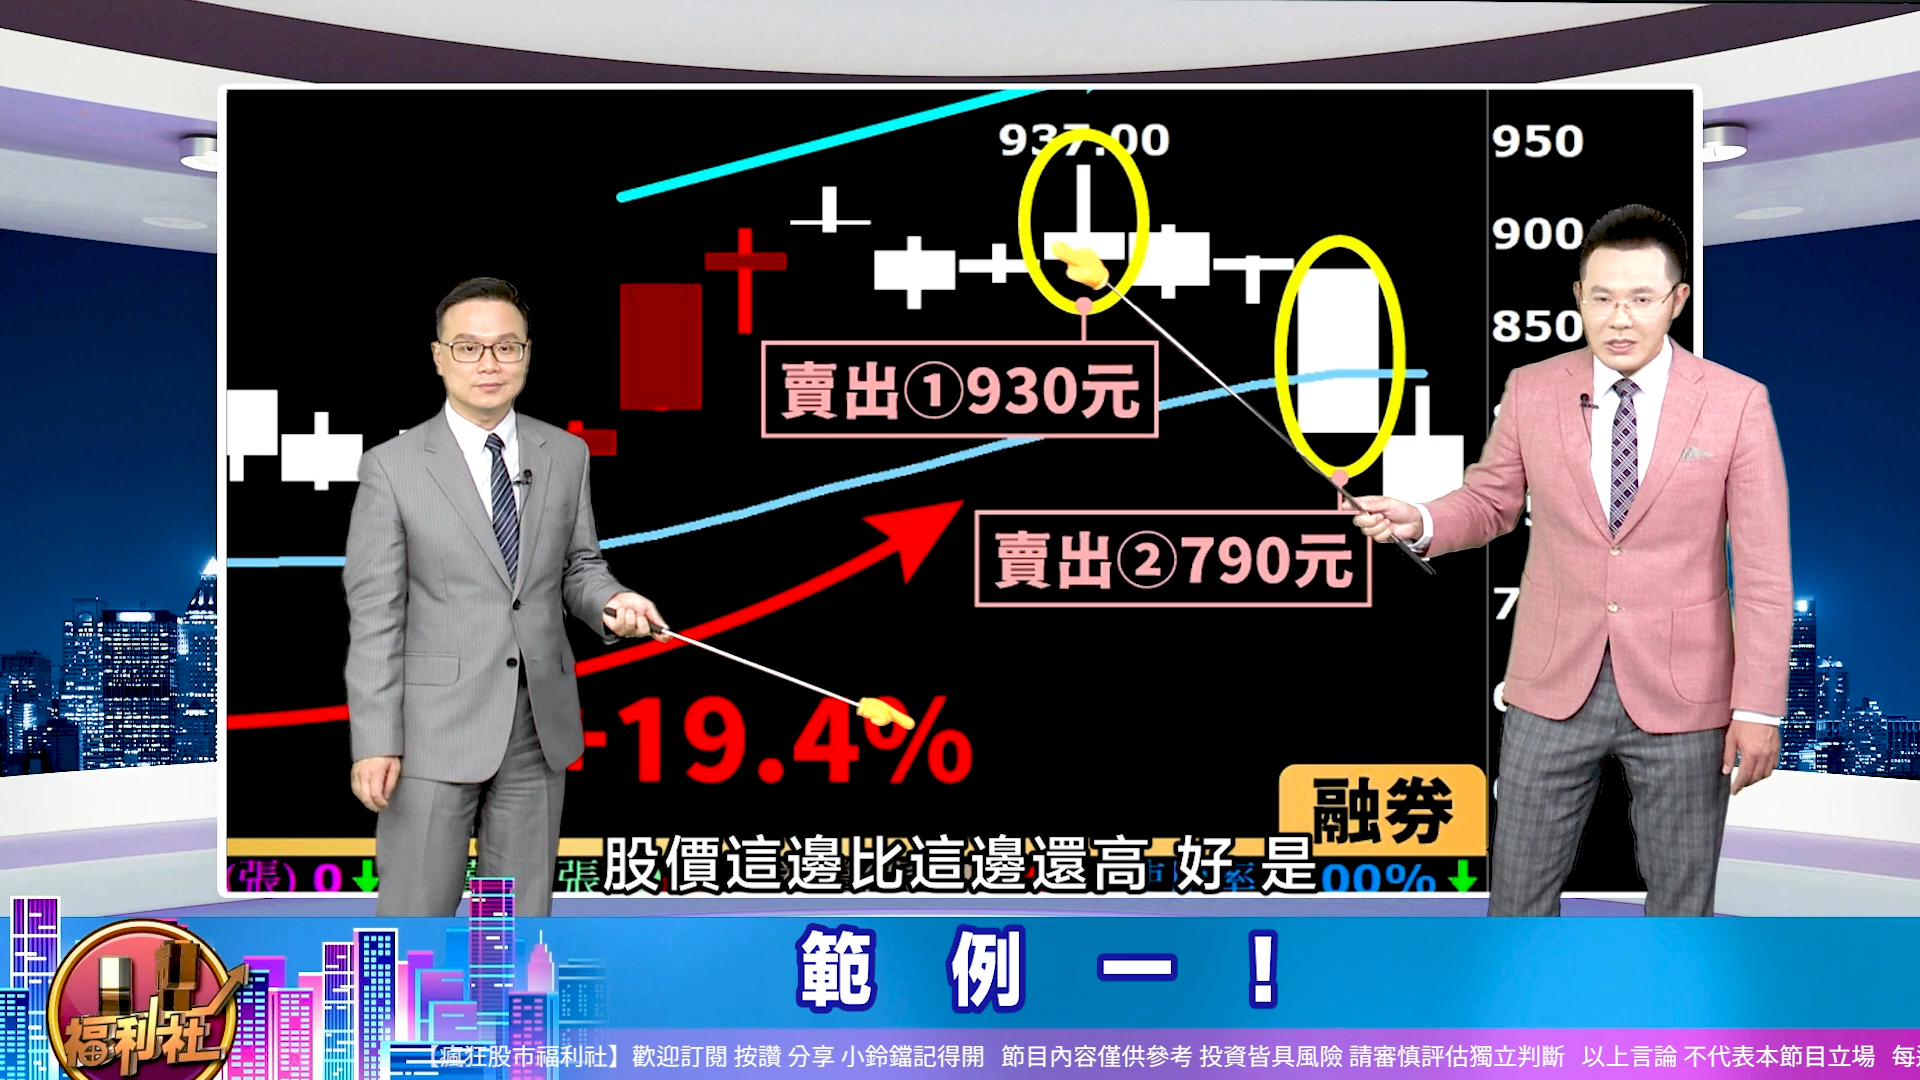 937.00
950
900
850
賣出①930元
賣出②790元
19.4%
融券
(張) 0
張
00%
股價這邊比這邊還高 好 是
範例一!
福利社
【瘋狂股市福利社】歡迎訂閱 按讚 分享 小鈴鐺記得開 節目內容僅供參考 投資皆具風險 請審慎評估獨立判斷 以上言論 不代表本節目立場